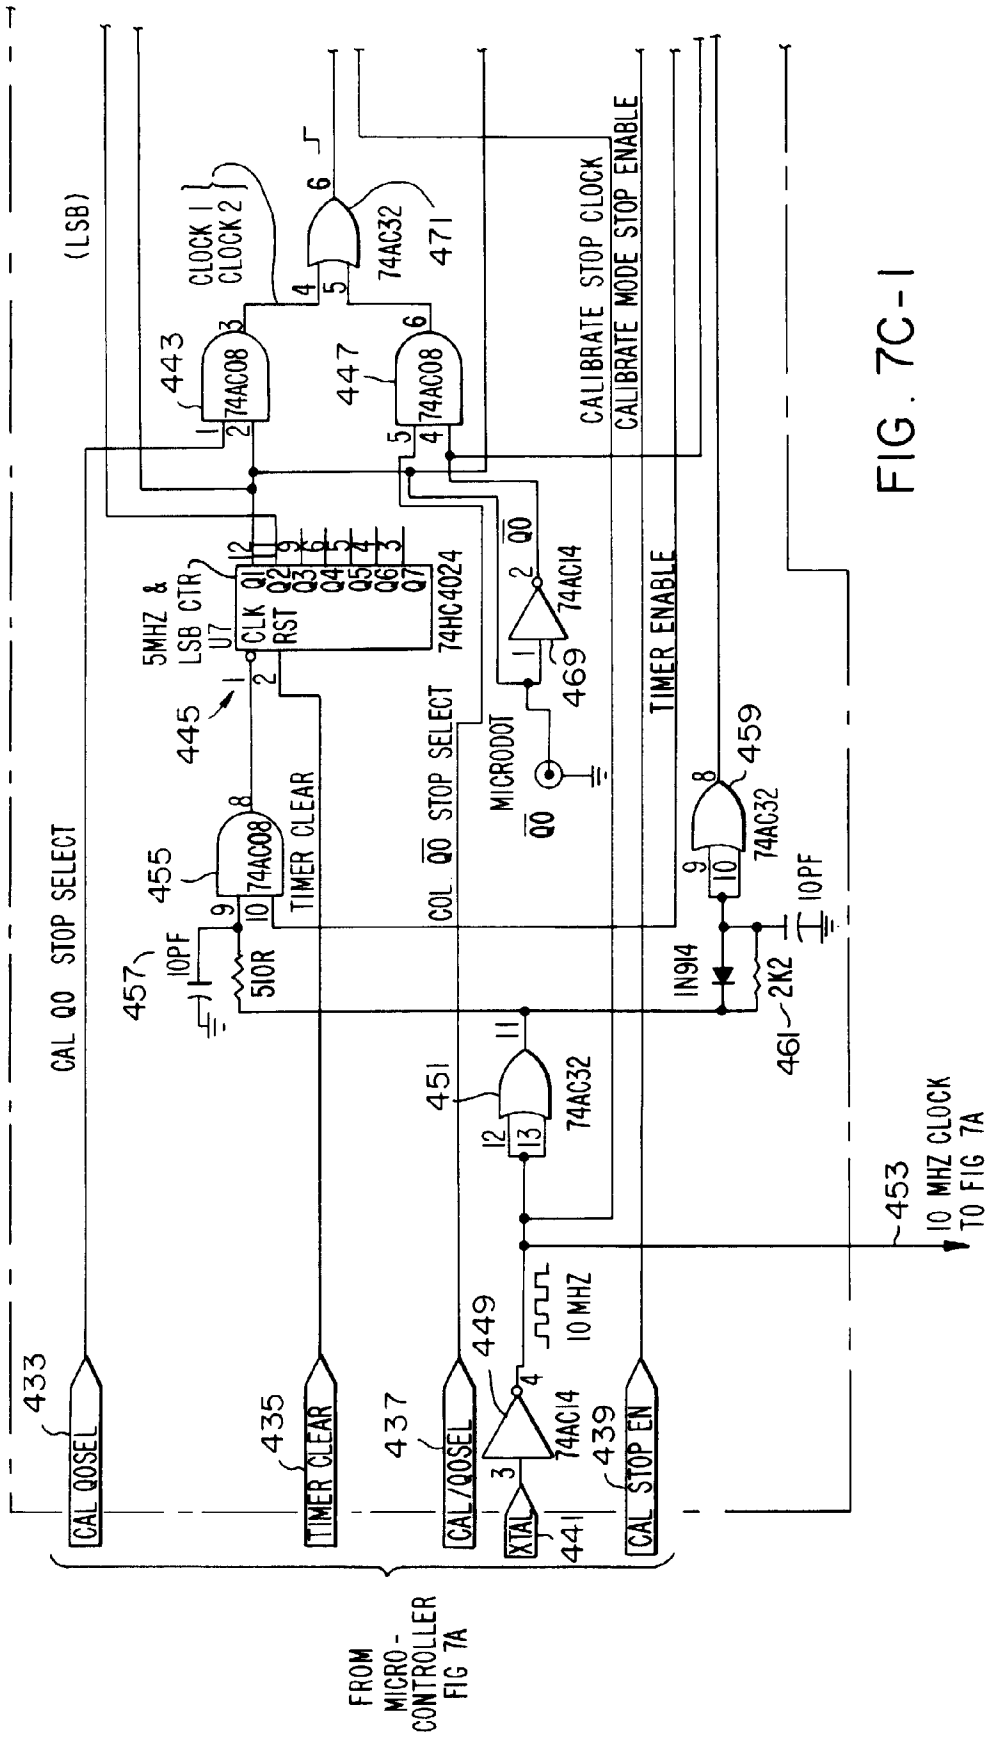 FROM
MICRO-
CONTROLLER
FIG 7A
433
CAL Q0SEL
CAL Q0 STOP SELECT
435
TIMER CLEAR
TIMER CLEAR
437
CAL/Q0SEL
COL Q0 STOP SELECT
XTAL
441
3
449
4
74AC14
10 MHZ
439
CAL STOP EN
453
10 MHZ CLOCK
TO FIG 7A
451
12
13
11
74AC32
457
10PF
510R
455
9
10
74AC08
8
461
2K2
1N914
10PF
9
10
8
74AC32
459
TIMER ENABLE
445
1
2
5MHZ &
LSB CTR
U7
CLK
RST
Q1
Q2
Q3
Q4
Q5
Q6
Q7
12
11
9
6
5
4
3
74HC4024
MICRODOT
Q0
469
1
2
74AC14
Q0
443
1
2
74AC08
3
447
5
4
74AC08
6
CLOCK 1
CLOCK 2
(LSB)
4
5
6
74AC32
471
CALIBRATE STOP CLOCK
CALIBRATE MODE STOP ENABLE
FIG. 7C-1